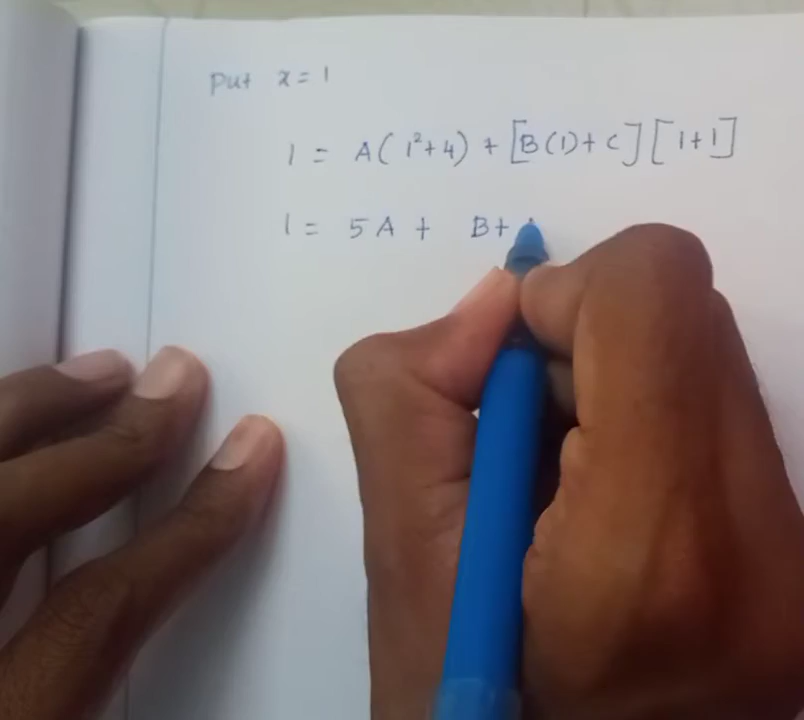 Put x = 1
1 = A(1²+4) + [B(1)+C][1+1]
1 = 5A + B+